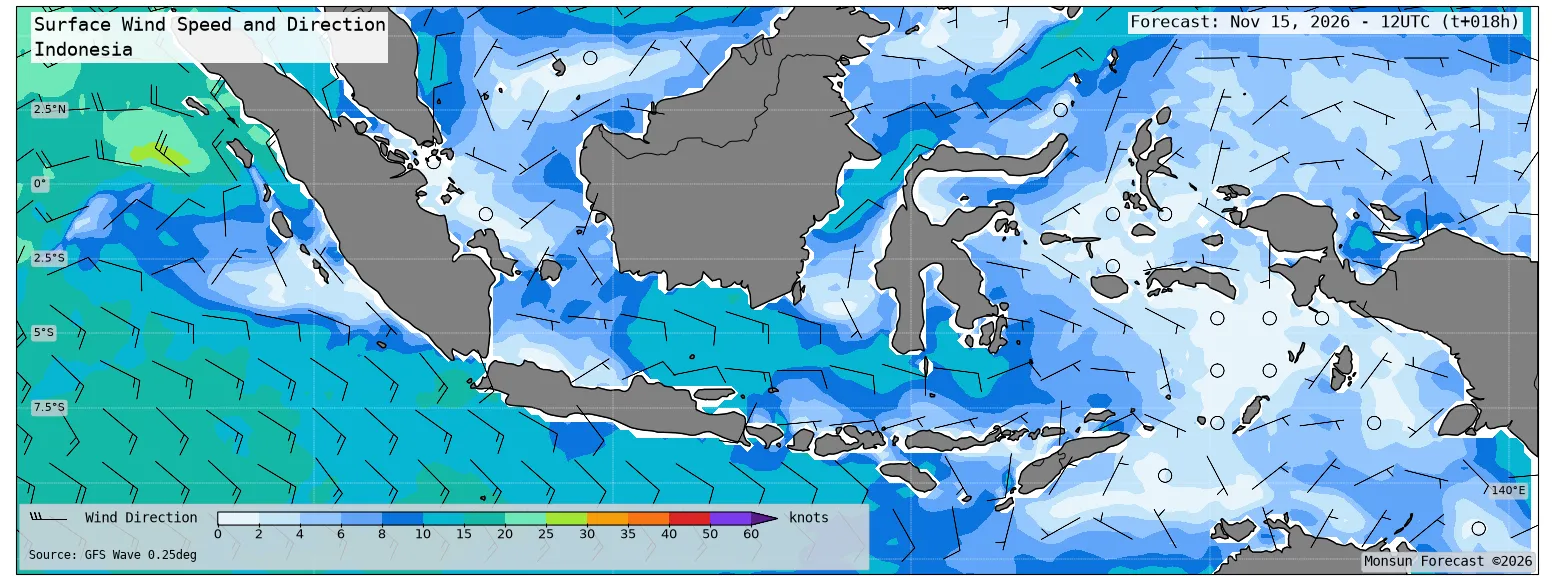 Surface Wind Speed and Direction
Indonesia
Forecast: Nov 15, 2026 - 12UTC (t+018h)
2.5°N
0°
2.5°S
5°S
7.5°S
140°E
Wind Direction
knots
0 2 4 6 8 10 15 20 25 30 35 40 50 60
Source: GFS Wave 0.25deg
Monsun Forecast ©2026